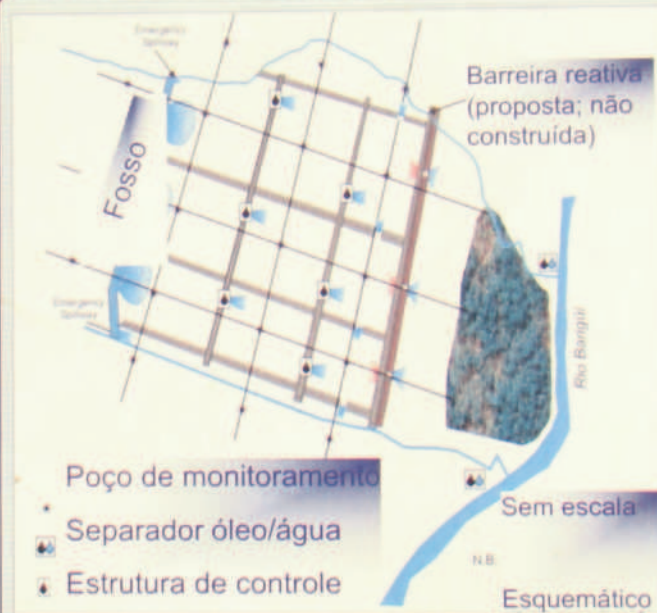 Emergency
Spillway
Barreira reativa
(proposta; não
construída)
Fosso
Emergency
Spillway
Rio Barigüi
Poço de monitoramento
Separador óleo/água
Estrutura de controle
Sem escala
N.B.
Esquemático